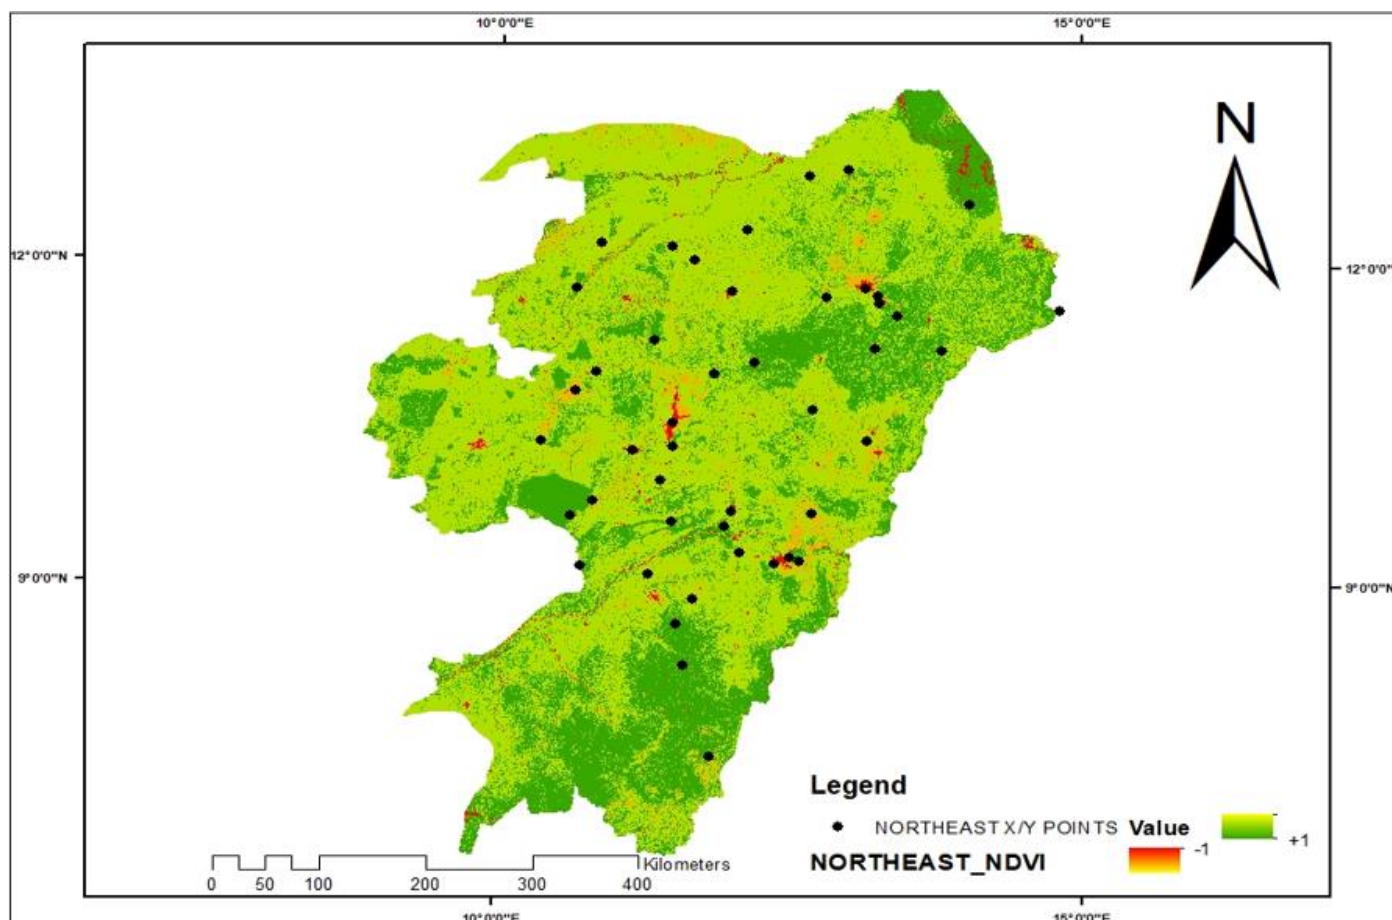 10°0'0"E 15°0'0"E
N
12°0'0"N 12°0'0"N
9°0'0"N 9°0'0"N
Legend
NORTHEAST X/Y POINTS Value +1
NORTHEAST_NDVI -1
Kilometers
0 50 100 200 300 400
10°0'0"E 15°0'0"E